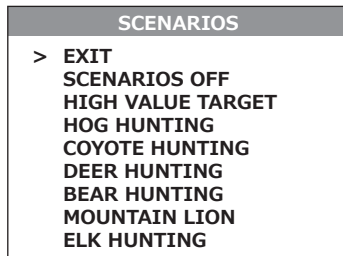 SCENARIOS
> EXIT
SCENARIOS OFF
HIGH VALUE TARGET
HOG HUNTING
COYOTE HUNTING
DEER HUNTING
BEAR HUNTING
MOUNTAIN LION
ELK HUNTING